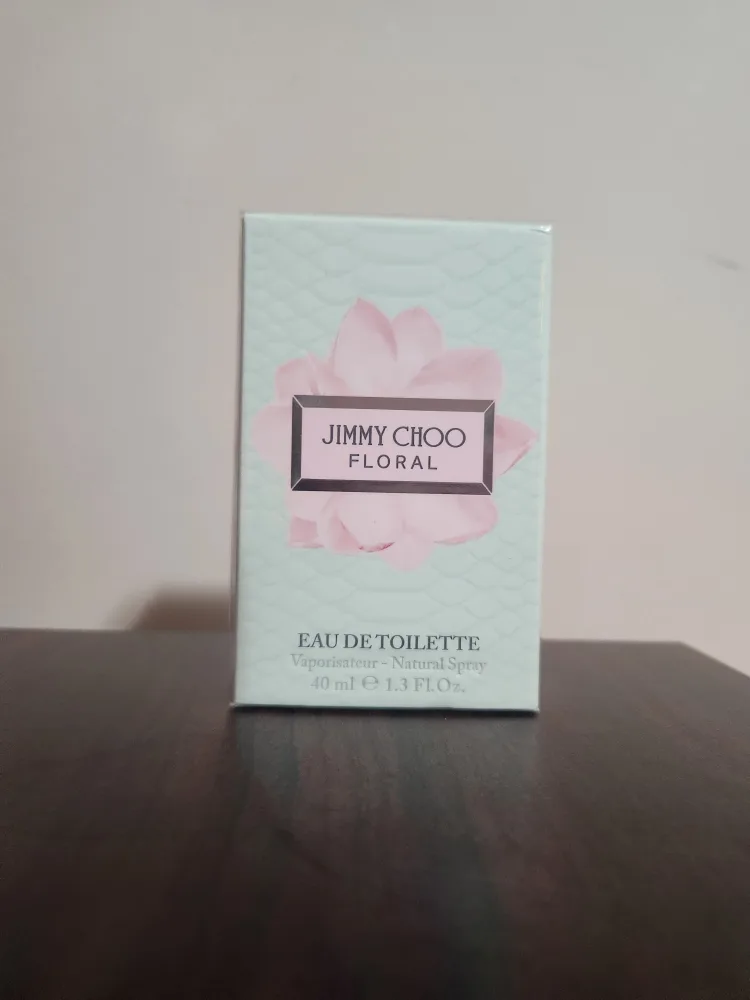 JIMMY CHOO
FLORAL
EAU DE TOILETTE
Vaporisateur - Natural Spray
40 ml ℮ 1.3 Fl.Oz.